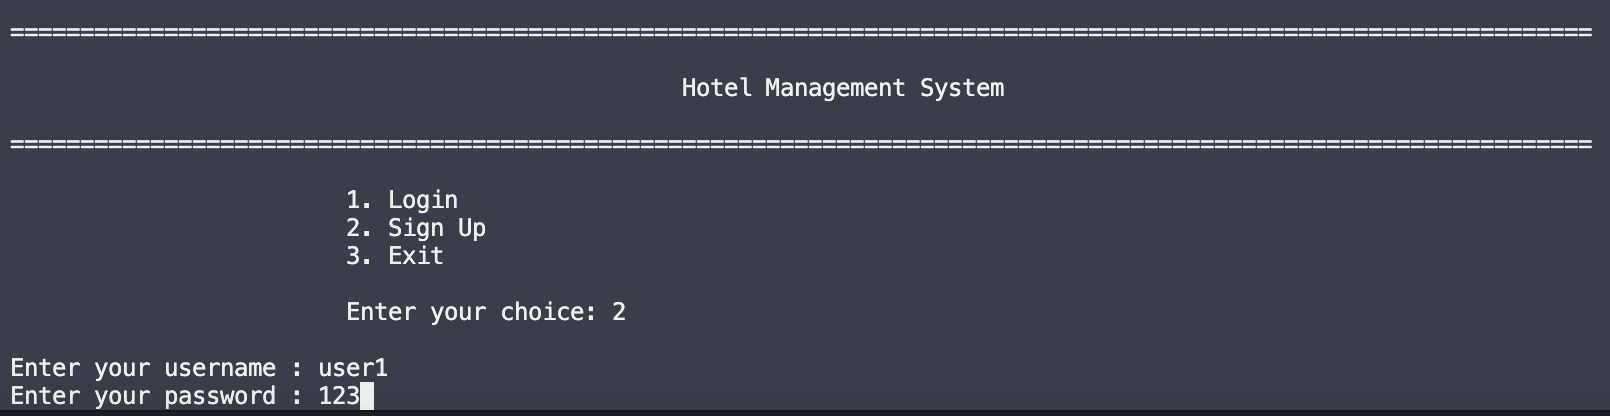 =================================================================================================================
Hotel Management System
=================================================================================================================
1. Login
2. Sign Up
3. Exit
Enter your choice: 2
Enter your username : user1
Enter your password : 123